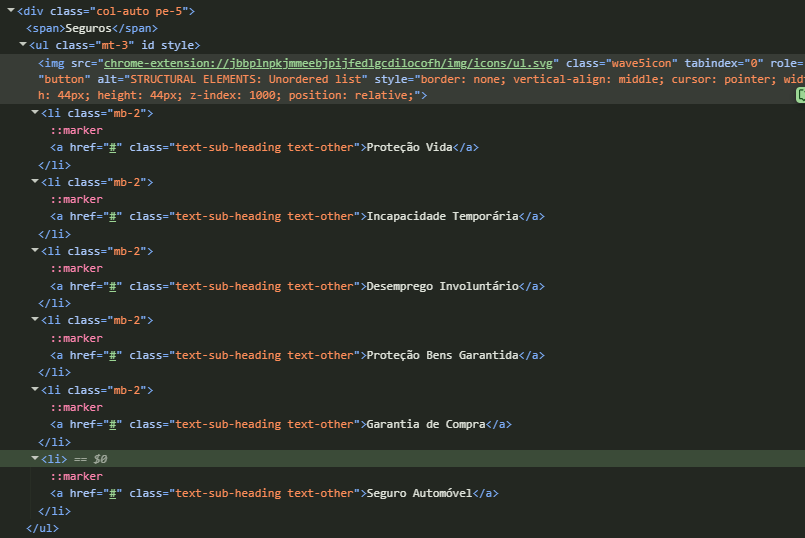 <div class="col-auto pe-5">
<span>Seguros</span>
<ul class="mt-3" id style>
<img src="chrome-extension://jbbplnpkjmmeebjpijfedlgcdilocofh/img/icons/ul.svg" class="wave5icon" tabindex="0" role=
"button" alt="STRUCTURAL ELEMENTS: Unordered list" style="border: none; vertical-align: middle; cursor: pointer; widt
h: 44px; height: 44px; z-index: 1000; position: relative;">
<li class="mb-2">
::marker
<a href="#" class="text-sub-heading text-other">Proteção Vida</a>
</li>
<li class="mb-2">
::marker
<a href="#" class="text-sub-heading text-other">Incapacidade Temporária</a>
</li>
<li class="mb-2">
::marker
<a href="#" class="text-sub-heading text-other">Desemprego Involuntário</a>
</li>
<li class="mb-2">
::marker
<a href="#" class="text-sub-heading text-other">Proteção Bens Garantida</a>
</li>
<li class="mb-2">
::marker
<a href="#" class="text-sub-heading text-other">Garantia de Compra</a>
</li>
<li> == $0
::marker
<a href="#" class="text-sub-heading text-other">Seguro Automóvel</a>
</li>
</ul>